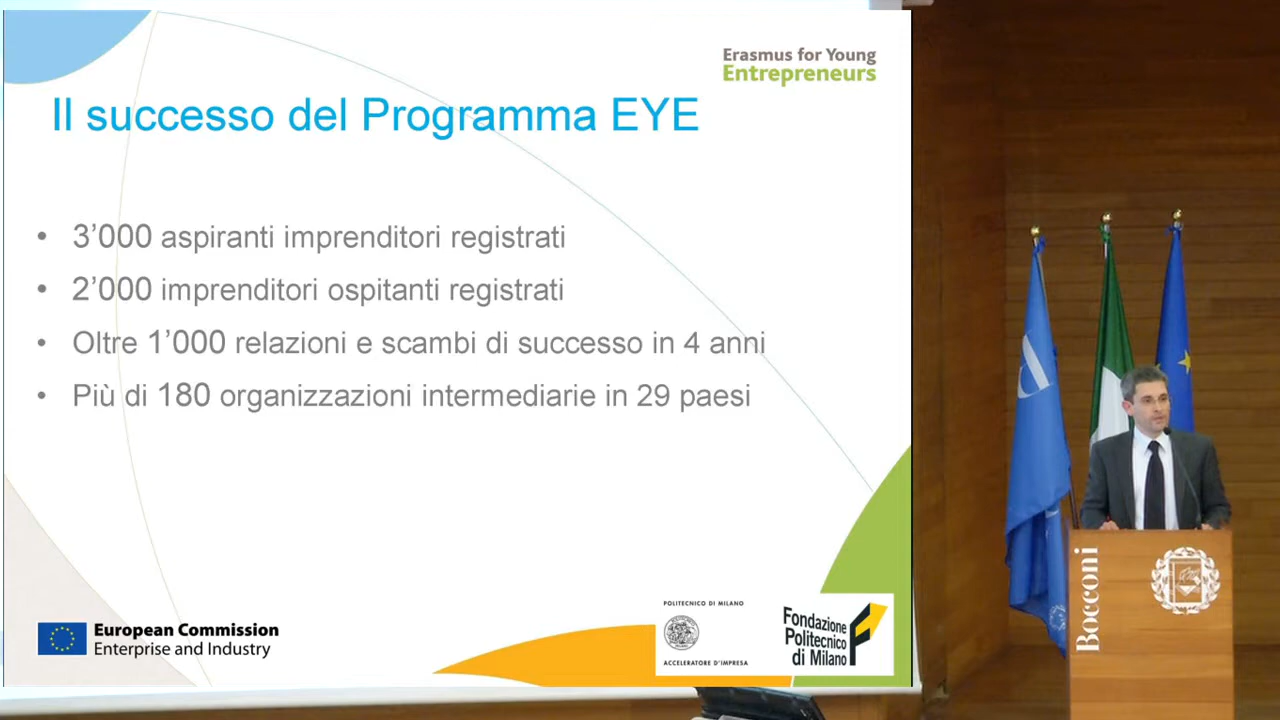 Erasmus for Young
Entrepreneurs
Il successo del Programma EYE
• 3’000 aspiranti imprenditori registrati
• 2’000 imprenditori ospitanti registrati
• Oltre 1’000 relazioni e scambi di successo in 4 anni
• Più di 180 organizzazioni intermediarie in 29 paesi
European Commission
Enterprise and Industry
POLITECNICO DI MILANO
ACCELERATORE D'IMPRESA
Fondazione
Politecnico
di Milano
Bocconi